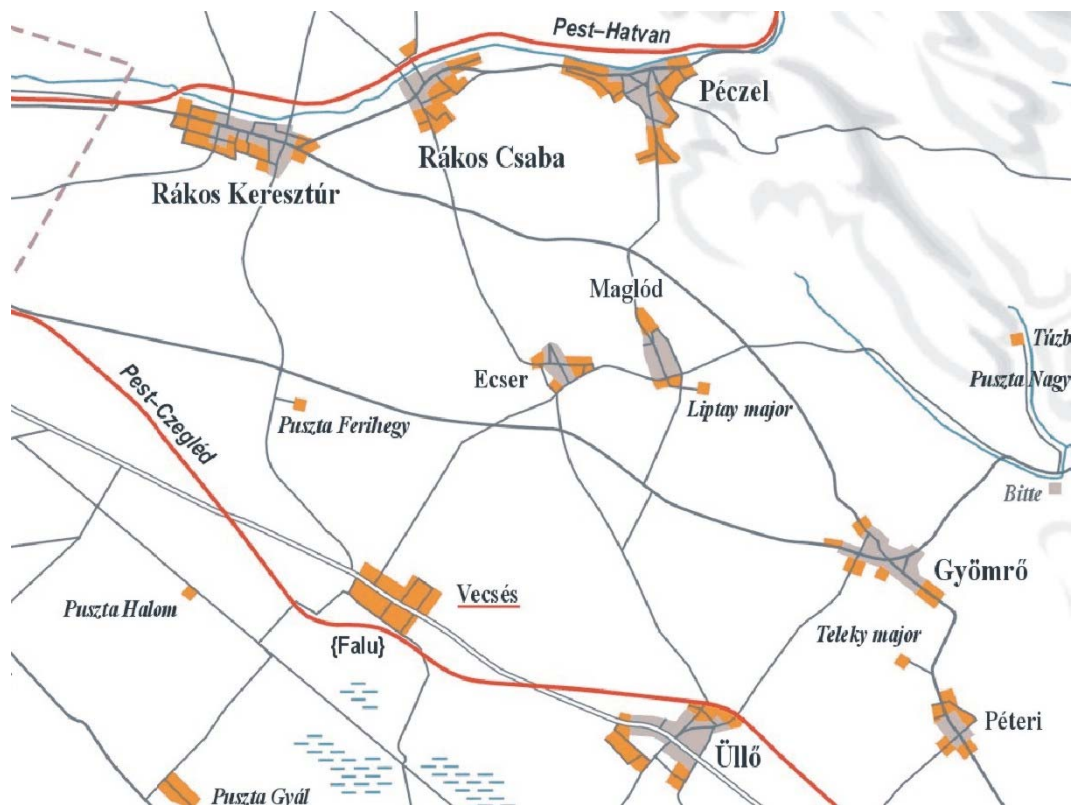 Pest–Hatvan
Péczel
Rákos Csaba
Rákos Keresztúr
Maglód
Túzb
Ecser
Puszta Nagy
Pest–Czegléd
Puszta Ferihegy
Liptay major
Bitte
Gyömrő
Vecsés
Puszta Halom
{Falu}
Teleky major
Péteri
Üllő
Puszta Gyál